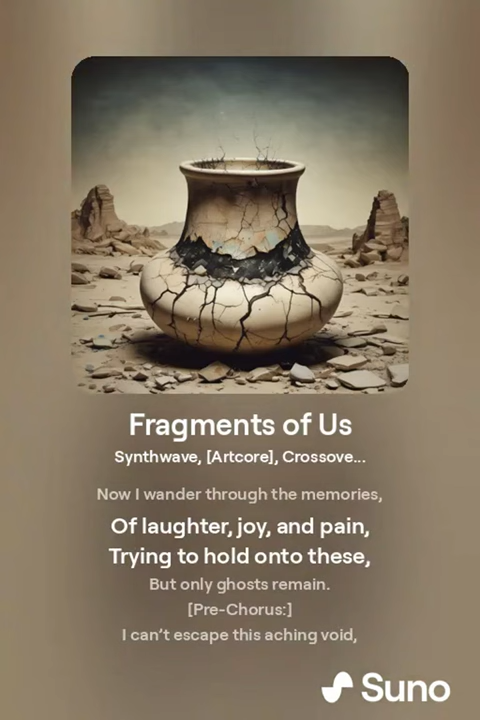 Fragments of Us
Synthwave, [Artcore], Crossove...
Now I wander through the memories,
Of laughter, joy, and pain,
Trying to hold onto these,
But only ghosts remain.
[Pre-Chorus:]
I can't escape this aching void,
Suno